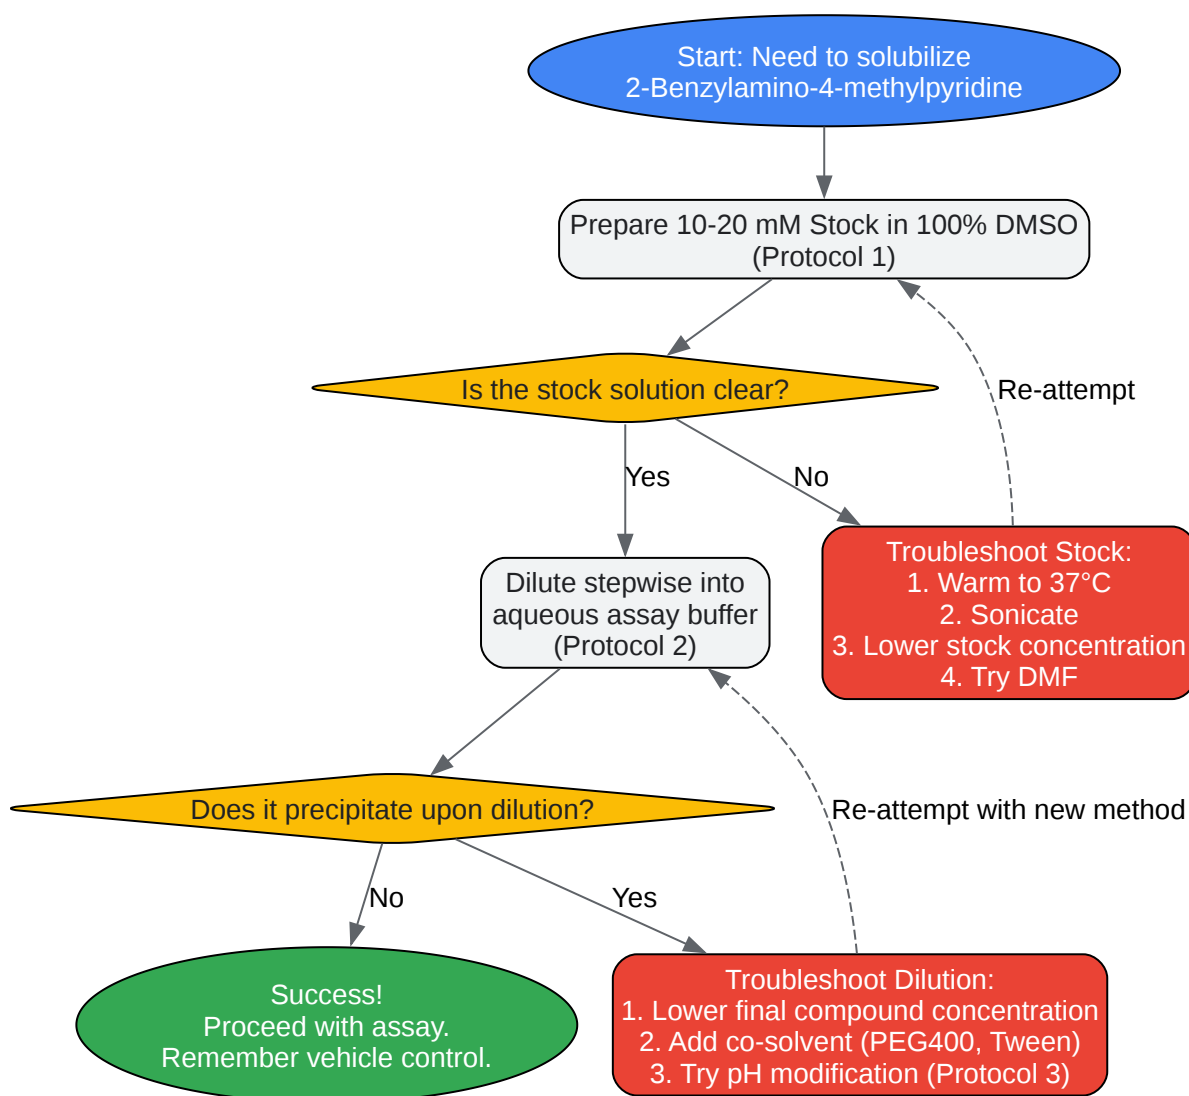 Start: Need to solubilize
2-Benzylamino-4-methylpyridine
Prepare 10-20 mM Stock in 100% DMSO
(Protocol 1)
Is the stock solution clear?
Re-attempt
Yes
No
Troubleshoot Stock:
1. Warm to 37°C
2. Sonicate
3. Lower stock concentration
4. Try DMF
Dilute stepwise into
aqueous assay buffer
(Protocol 2)
Does it precipitate upon dilution?
Re-attempt with new method
No
Yes
Success!
Proceed with assay.
Remember vehicle control.
Troubleshoot Dilution:
1. Lower final compound concentration
2. Add co-solvent (PEG400, Tween)
3. Try pH modification (Protocol 3)